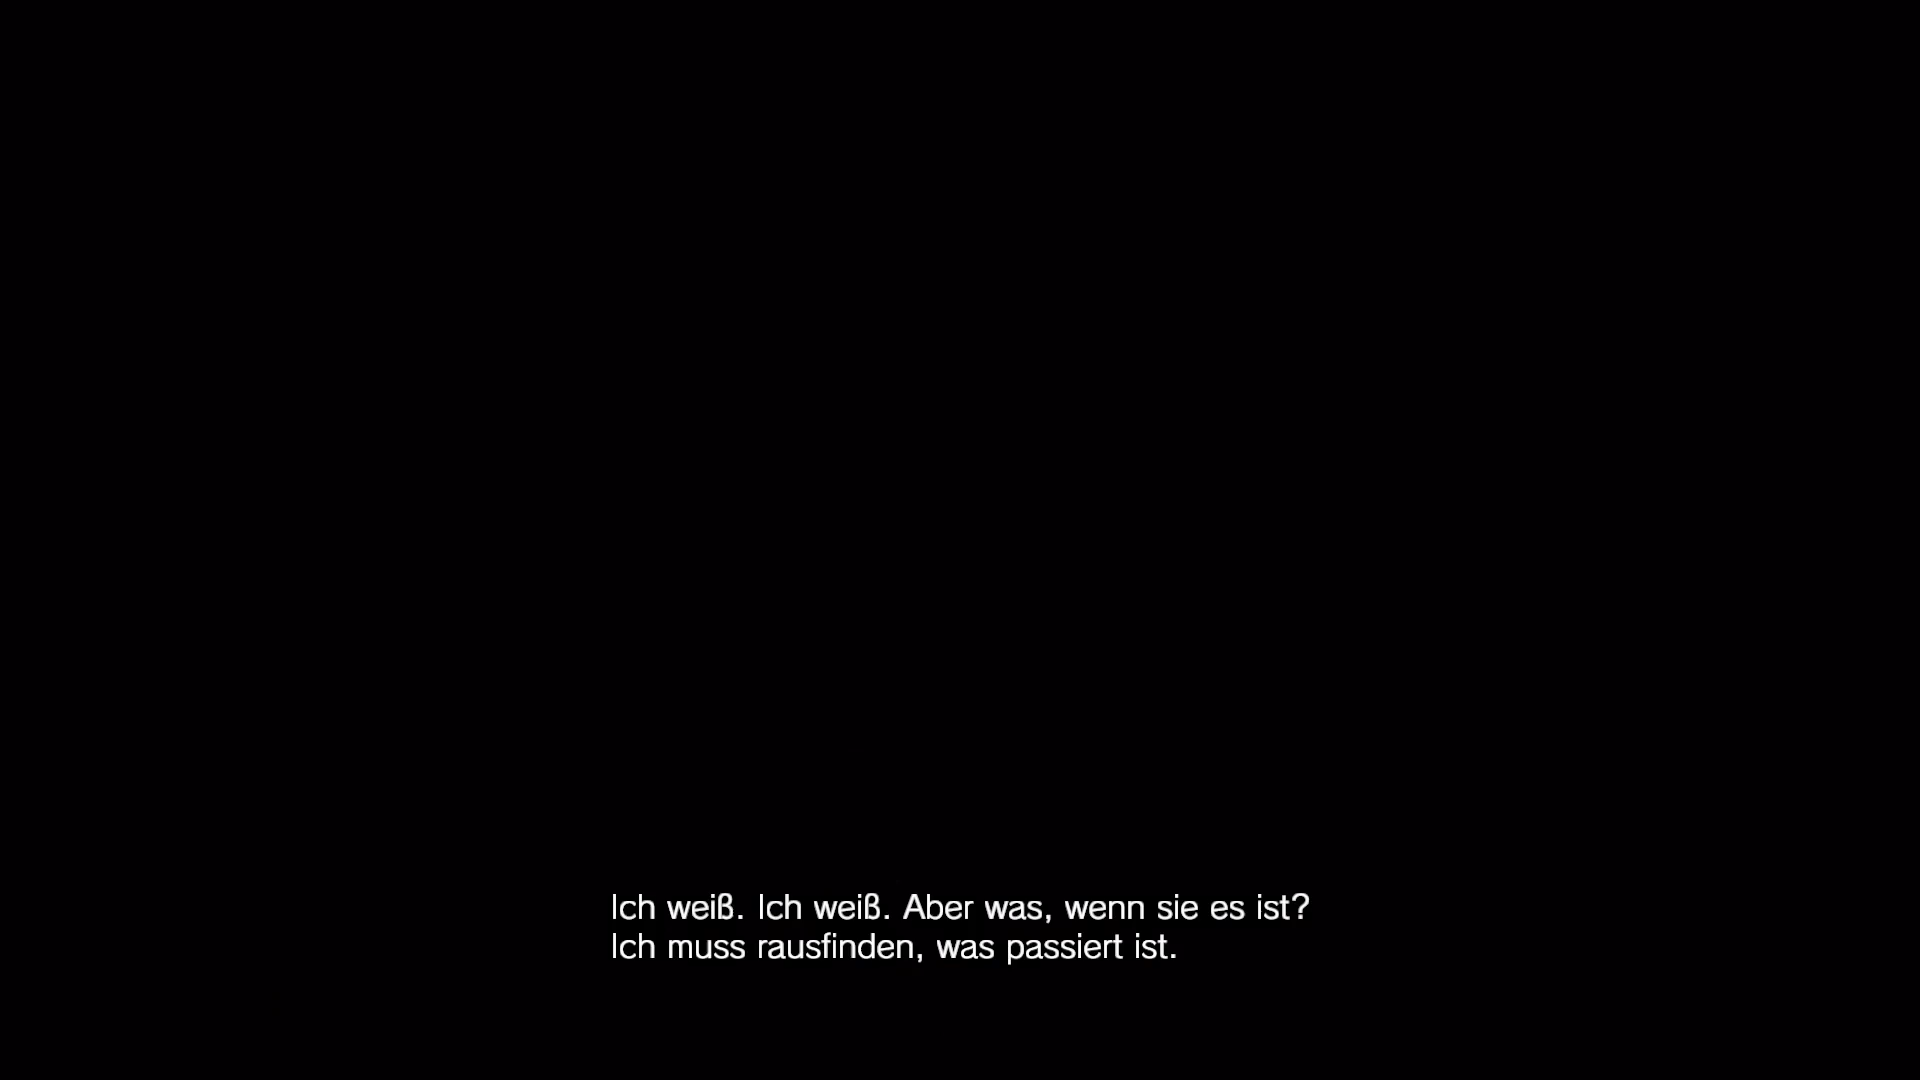 Ich weiß. Ich weiß. Aber was, wenn sie es ist?
Ich muss rausfinden, was passiert ist.